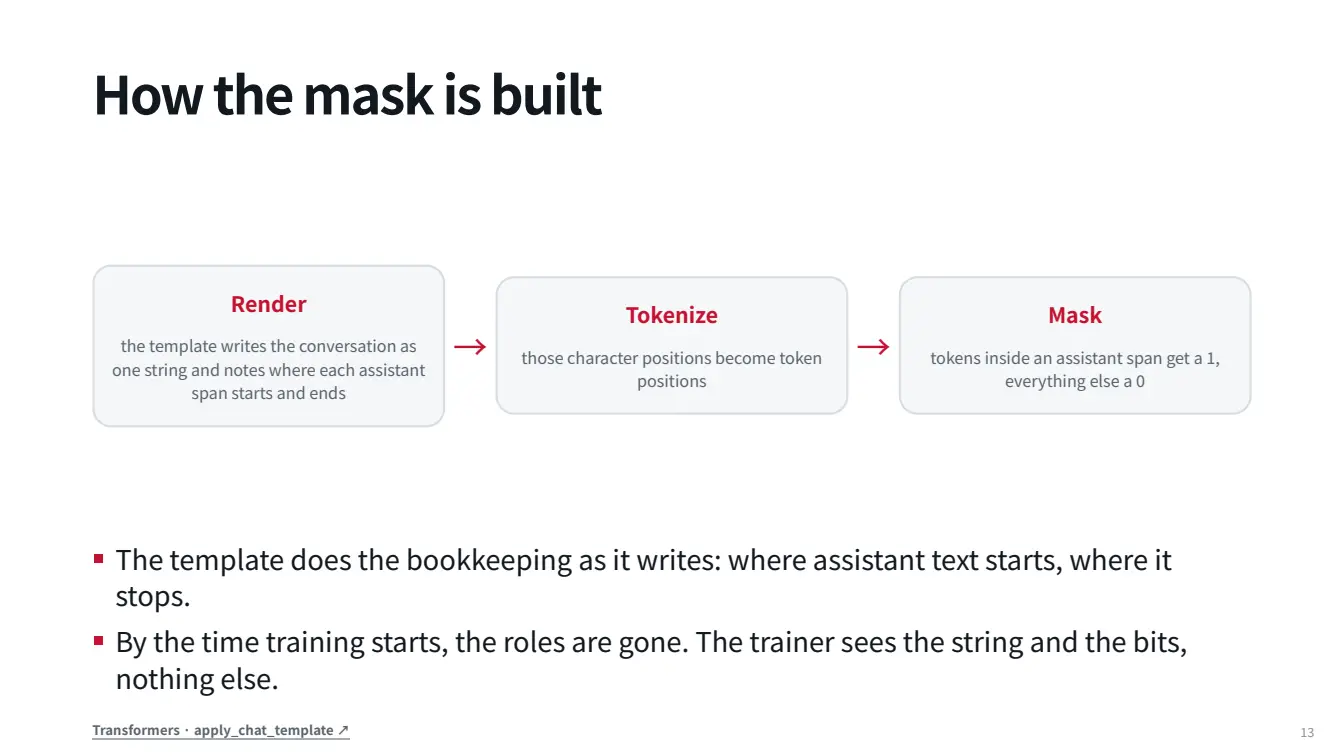 How the mask is built
Render
the template writes the conversation as
one string and notes where each assistant
span starts and ends
→
Tokenize
those character positions become token
positions
→
Mask
tokens inside an assistant span get a 1,
everything else a 0
▪ The template does the bookkeeping as it writes: where assistant text starts, where it
stops.
▪ By the time training starts, the roles are gone. The trainer sees the string and the bits,
nothing else.
Transformers · apply_chat_template ↗
13